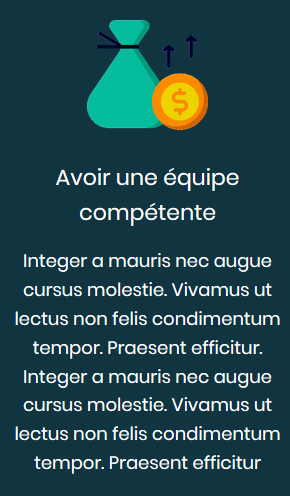 $
Avoir une équipe
compétente
Integer a mauris nec augue
cursus molestie. Vivamus ut
lectus non felis condimentum
tempor. Praesent efficitur.
Integer a mauris nec augue
cursus molestie. Vivamus ut
lectus non felis condimentum
tempor. Praesent efficitur